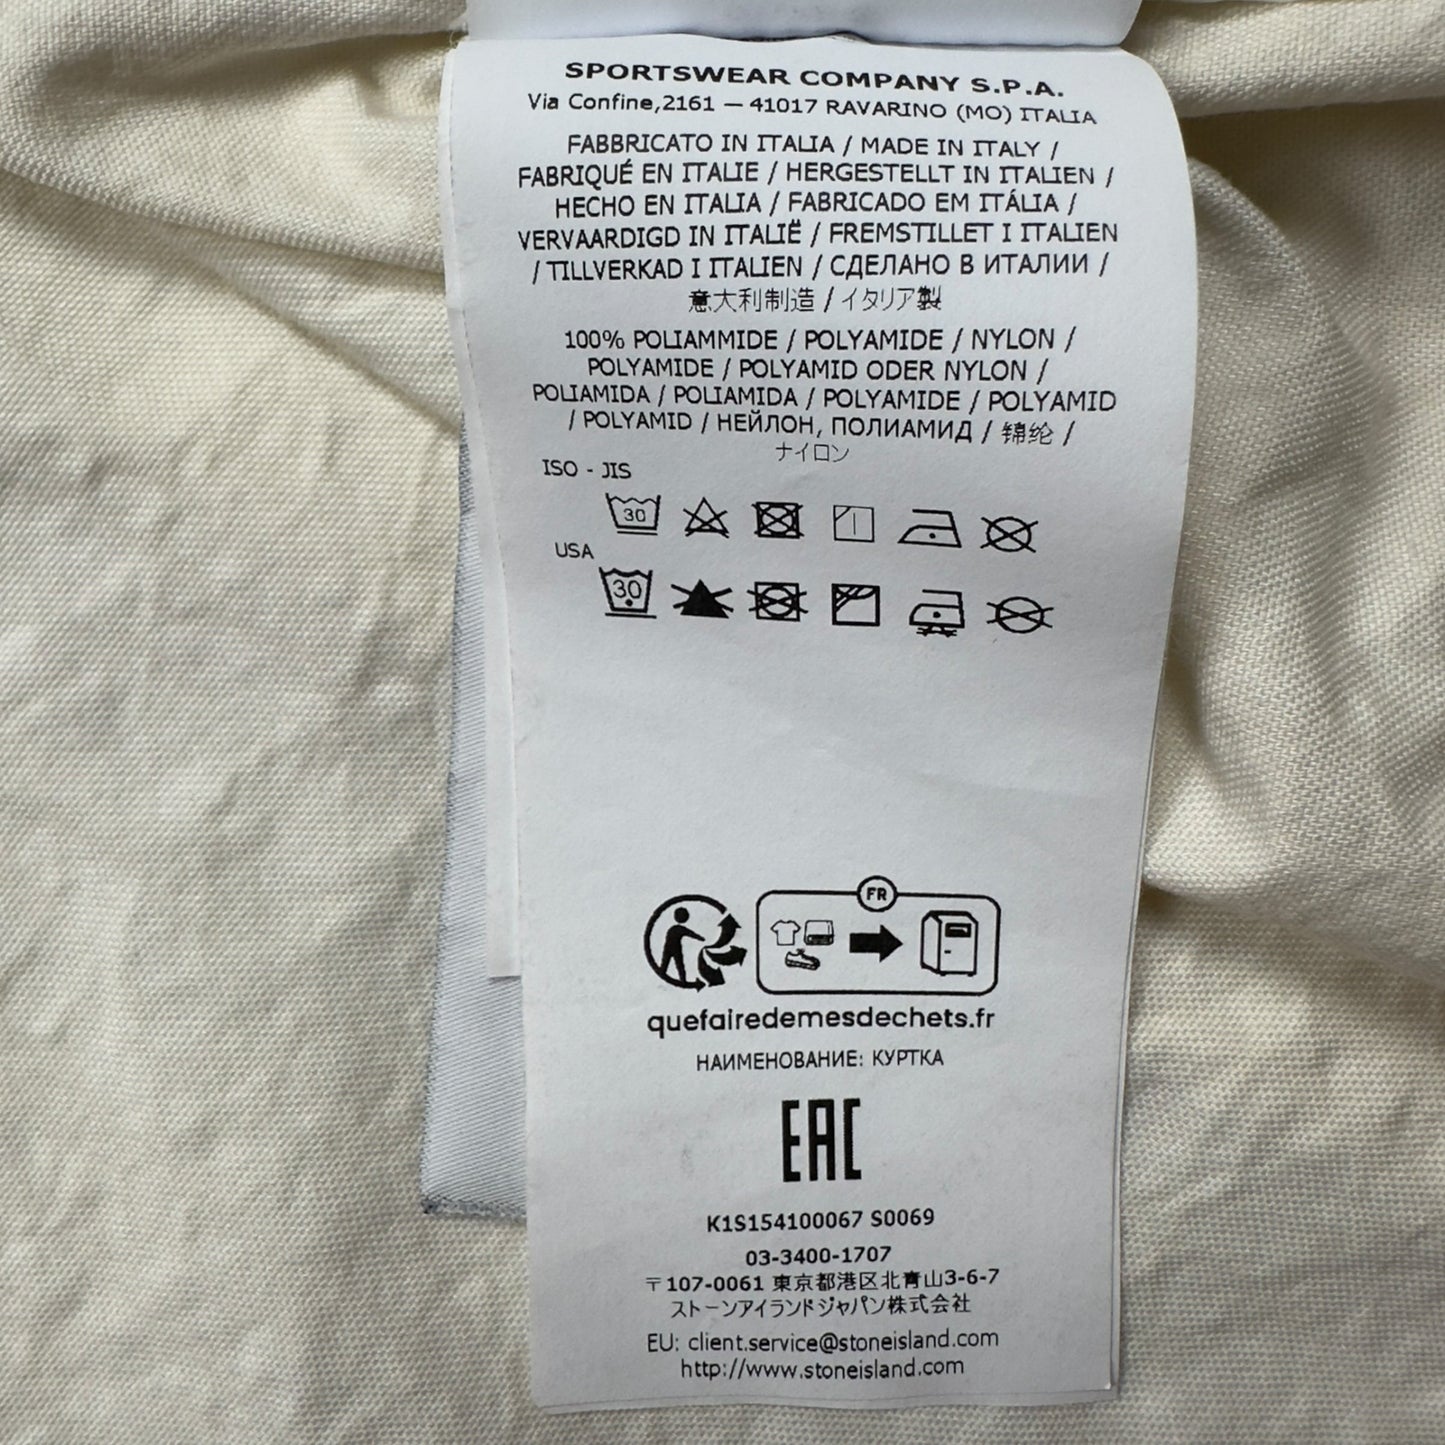 SPORTSWEAR COMPANY S.P.A.
Via Confine,2161 — 41017 RAVARINO (MO) ITALIA
FABBRICATO IN ITALIA / MADE IN ITALY /
FABRIQUÉ EN ITALIE / HERGESTELLT IN ITALIEN /
HECHO EN ITALIA / FABRICADO EM ITÁLIA /
VERVAARDIGD IN ITALIË / FREMSTILLET I ITALIEN
/ TILLVERKAD I ITALIEN / СДЕЛАНО В ИТАЛИИ /
意大利制造 / イタリア製
100% POLIAMMIDE / POLYAMIDE / NYLON /
POLYAMIDE / POLYAMID ODER NYLON /
POLIAMIDA / POLIAMIDA / POLYAMIDE / POLYAMID
/ POLYAMID / НЕЙЛОН, ПОЛИАМИД / 锦纶 /
ナイロン
ISO - JIS
30
USA
30
FR
quefairedemesdechets.fr
НАИМЕНОВАНИЕ: КУРТКА
EAC
K1S154100067 S0069
03-3400-1707
〒107-0061 東京都港区北青山3-6-7
ストーンアイランドジャパン株式会社
EU: client.service@stoneisland.com
http://www.stoneisland.com